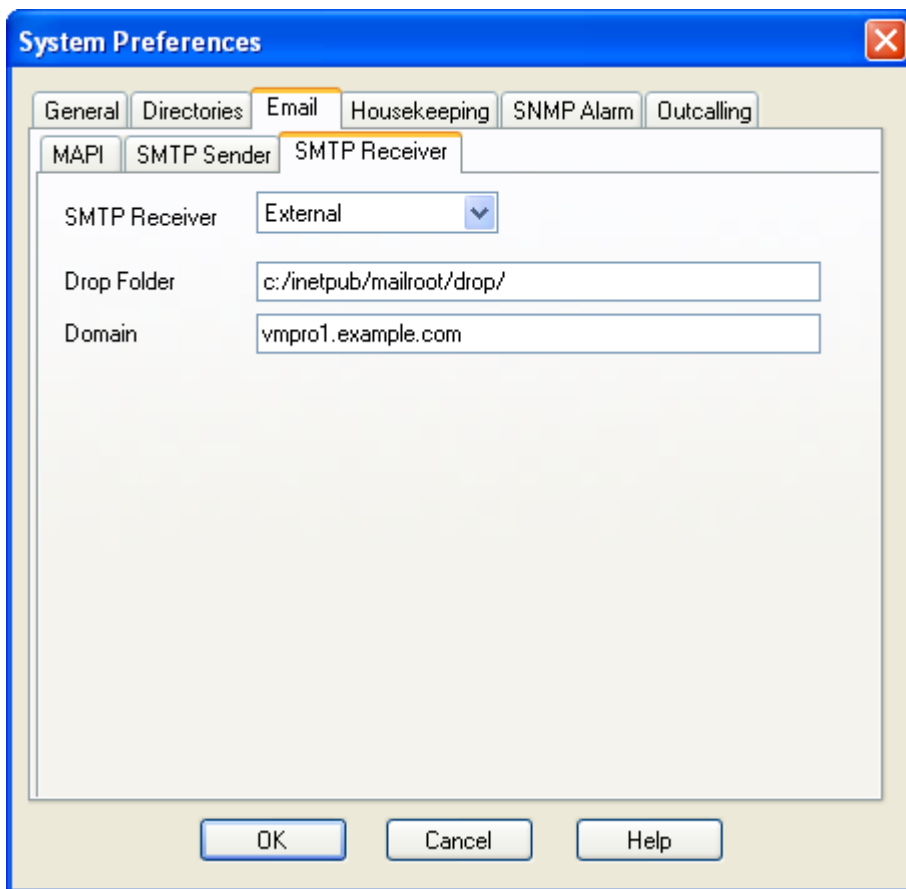 System Preferences
General Directories Email Housekeeping SNMP Alarm Outcalling
MAPI SMTP Sender SMTP Receiver
SMTP Receiver External
Drop Folder c:/inetpub/mailroot/drop/
Domain vmpro1.example.com
OK Cancel Help